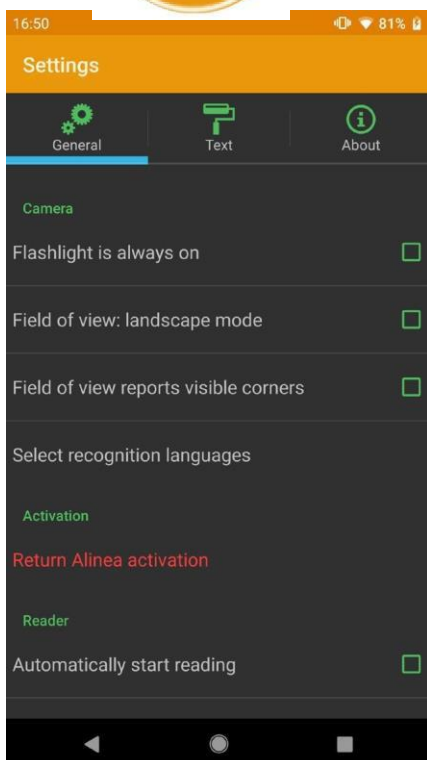 16:50 81%
Settings
General Text About
Camera
Flashlight is always on
Field of view: landscape mode
Field of view reports visible corners
Select recognition languages
Activation
Return Alinea activation
Reader
Automatically start reading